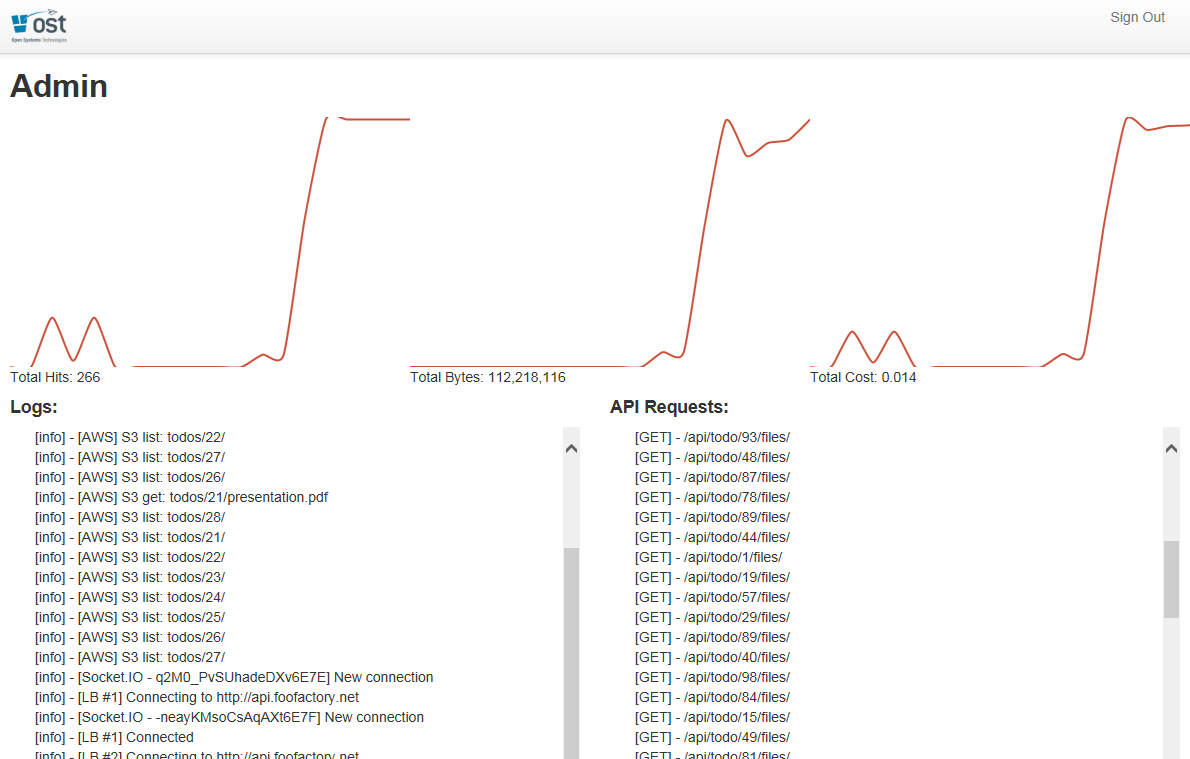 ost
Open Systems Technologies
Sign Out
Admin
Total Hits: 266
Total Bytes: 112,218,116
Total Cost: 0.014
Logs:
[info] - [AWS] S3 list: todos/22/
[info] - [AWS] S3 list: todos/27/
[info] - [AWS] S3 list: todos/26/
[info] - [AWS] S3 get: todos/21/presentation.pdf
[info] - [AWS] S3 list: todos/28/
[info] - [AWS] S3 list: todos/21/
[info] - [AWS] S3 list: todos/22/
[info] - [AWS] S3 list: todos/23/
[info] - [AWS] S3 list: todos/24/
[info] - [AWS] S3 list: todos/25/
[info] - [AWS] S3 list: todos/26/
[info] - [AWS] S3 list: todos/27/
[info] - [Socket.IO - q2M0_PvSUhadeDXv6E7E] New connection
[info] - [LB #1] Connecting to http://api.foofactory.net
[info] - [Socket.IO - -neayKMsoCsAqAXt6E7F] New connection
[info] - [LB #1] Connected
[info] - [LB #2] Connecting to http://api.foofactory.net
API Requests:
[GET] - /api/todo/93/files/
[GET] - /api/todo/48/files/
[GET] - /api/todo/87/files/
[GET] - /api/todo/78/files/
[GET] - /api/todo/89/files/
[GET] - /api/todo/44/files/
[GET] - /api/todo/1/files/
[GET] - /api/todo/19/files/
[GET] - /api/todo/57/files/
[GET] - /api/todo/29/files/
[GET] - /api/todo/89/files/
[GET] - /api/todo/40/files/
[GET] - /api/todo/98/files/
[GET] - /api/todo/84/files/
[GET] - /api/todo/15/files/
[GET] - /api/todo/49/files/
[GET] - /api/todo/81/files/